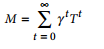 M = ∑_{t = 0}^{∞} γ^t T^t